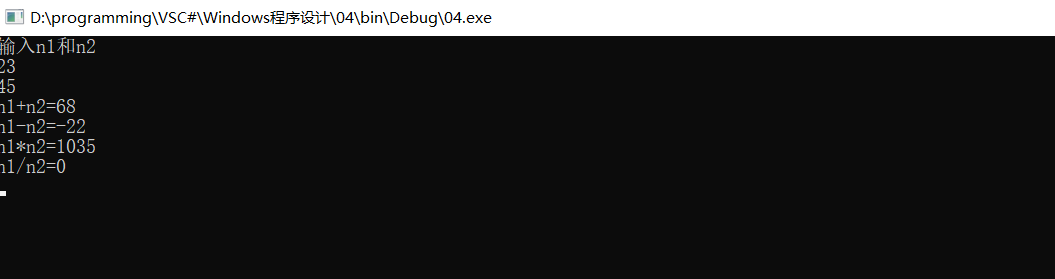 D:\programming\VSC#\Windows程序设计\04\bin\Debug\04.exe
输入n1和n2
23
45
n1+n2=68
n1-n2=-22
n1*n2=1035
n1/n2=0